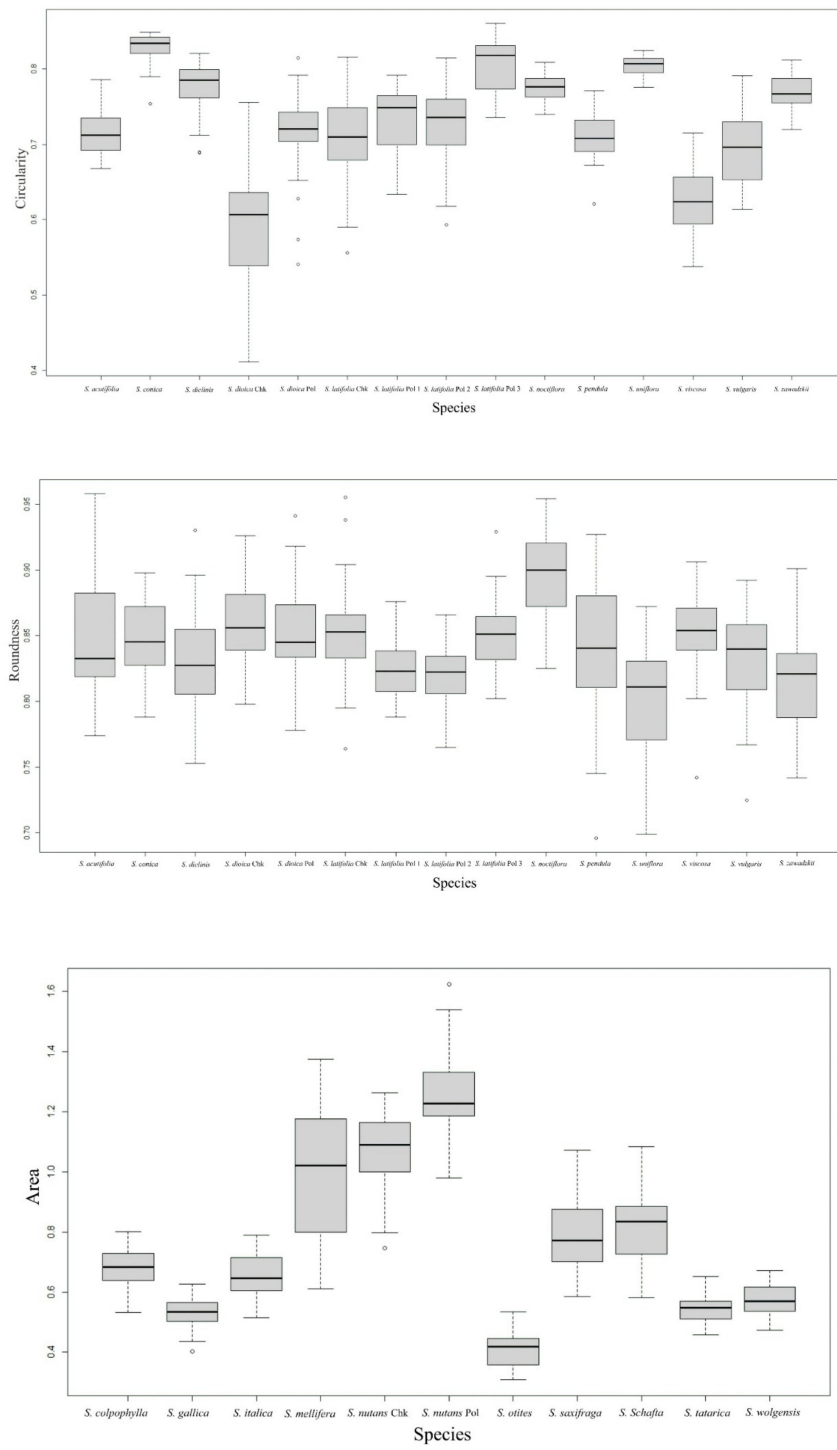 Circularity
0.8
0.7
0.6
0.5
0.4
S. acutifolia S. conica S. diclinis S. dioica Chk S. dioica Pol S. latifolia Chk S. latifolia Pol 1 S. latifolia Pol 2 S. latifolia Pol 3 S. noctiflora S. pendula S. uniflora S. viscosa S. vulgaris S. zawadzkii
Species
Roundness
0.95
0.90
0.85
0.80
0.75
0.70
S. acutifolia S. conica S. diclinis S. dioica Chk S. dioica Pol S. latifolia Chk S. latifolia Pol 1 S. latifolia Pol 2 S. latifolia Pol 3 S. noctiflora S. pendula S. uniflora S. viscosa S. vulgaris S. zawadzkii
Species
Area
1.6
1.4
1.2
1.0
0.8
0.6
0.4
S. colpophylla S. gallica S. italica S. mellifera S. nutans Chk S. nutans Pol S. otites S. saxifraga S. Schafta S. tatarica S. wolgensis
Species